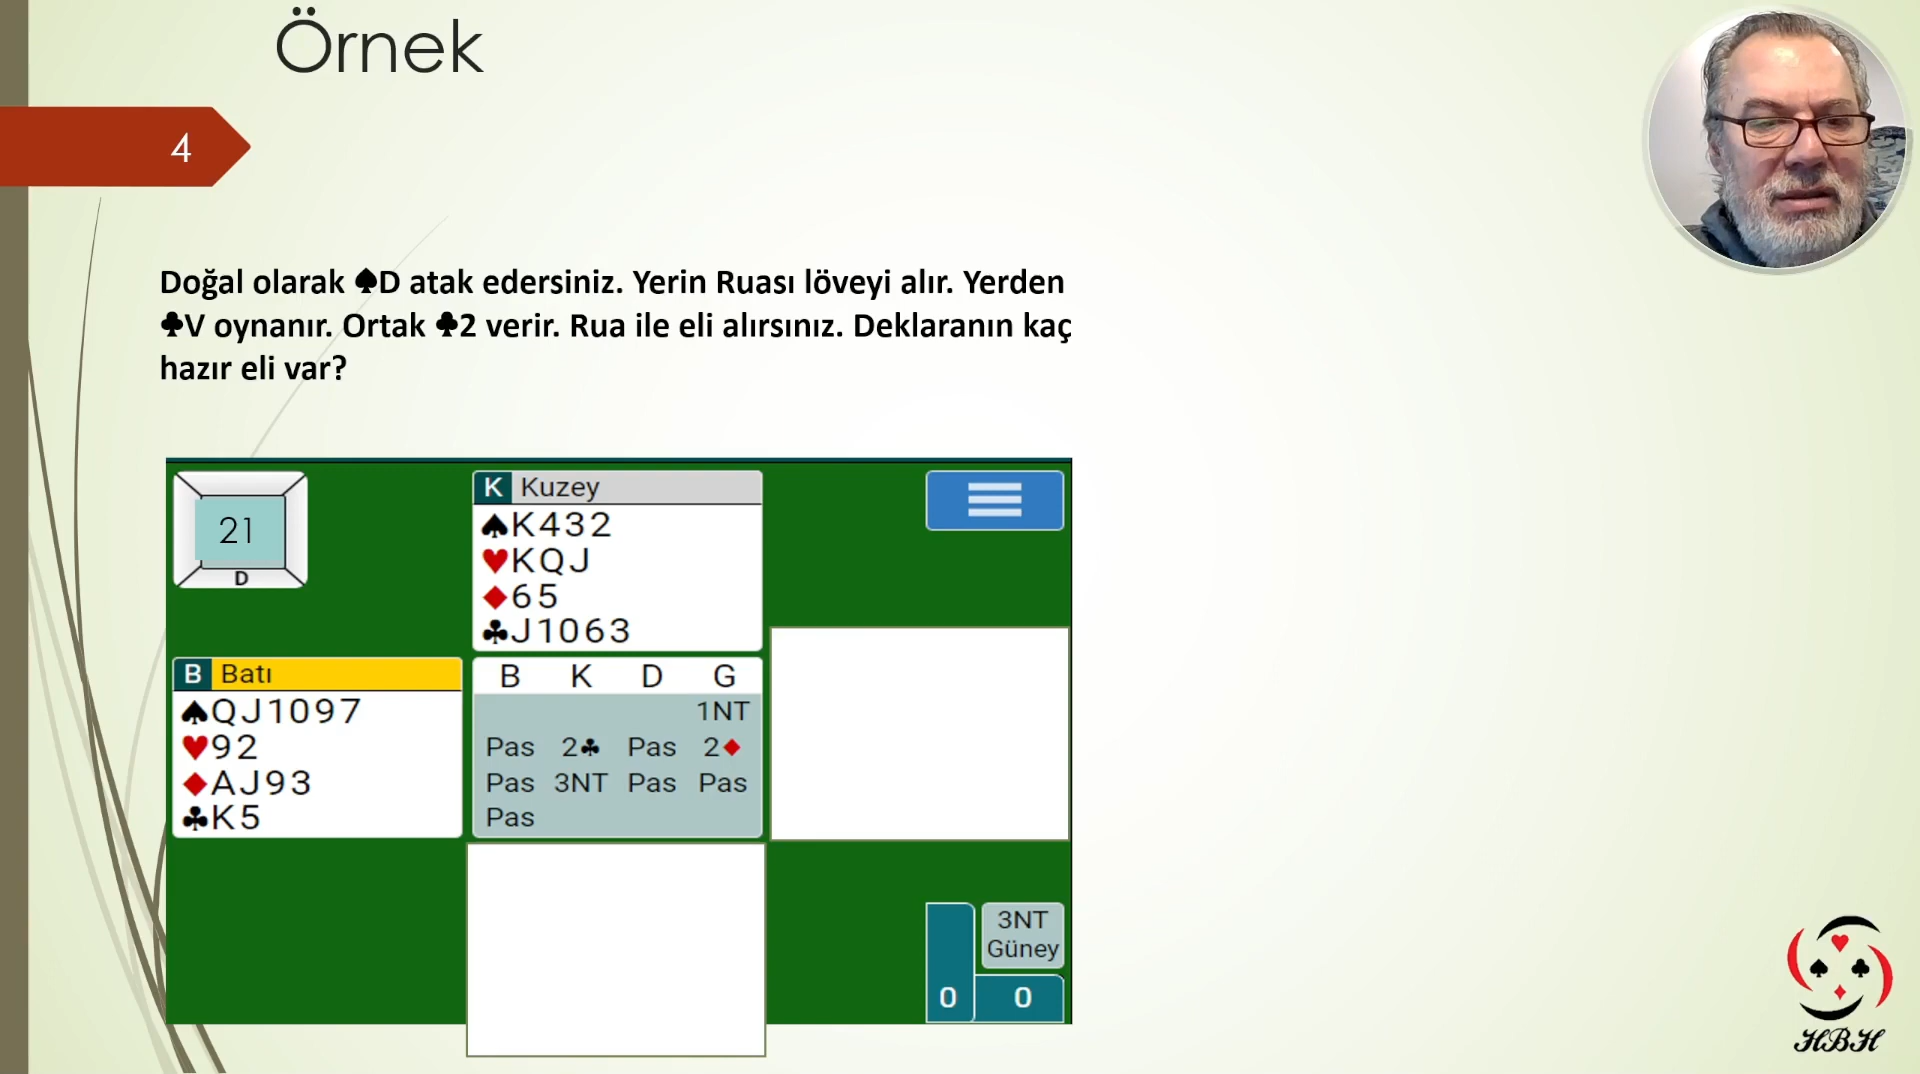 Örnek
4
Doğal olarak ♠D atak edersiniz. Yerin Ruası löveyi alır. Yerden
♣V oynanır. Ortak ♣2 verir. Rua ile eli alırsınız. Deklaranın kaç
hazır eli var?
21
D
K Kuzey
♠K432
♥KQJ
♦65
♣J1063
B Batı
♠QJ1097
♥92
♦AJ93
♣K5
B K D G
1NT
Pas 2♣ Pas 2♦
Pas 3NT Pas Pas
Pas
3NT
Güney
0 0
HBH